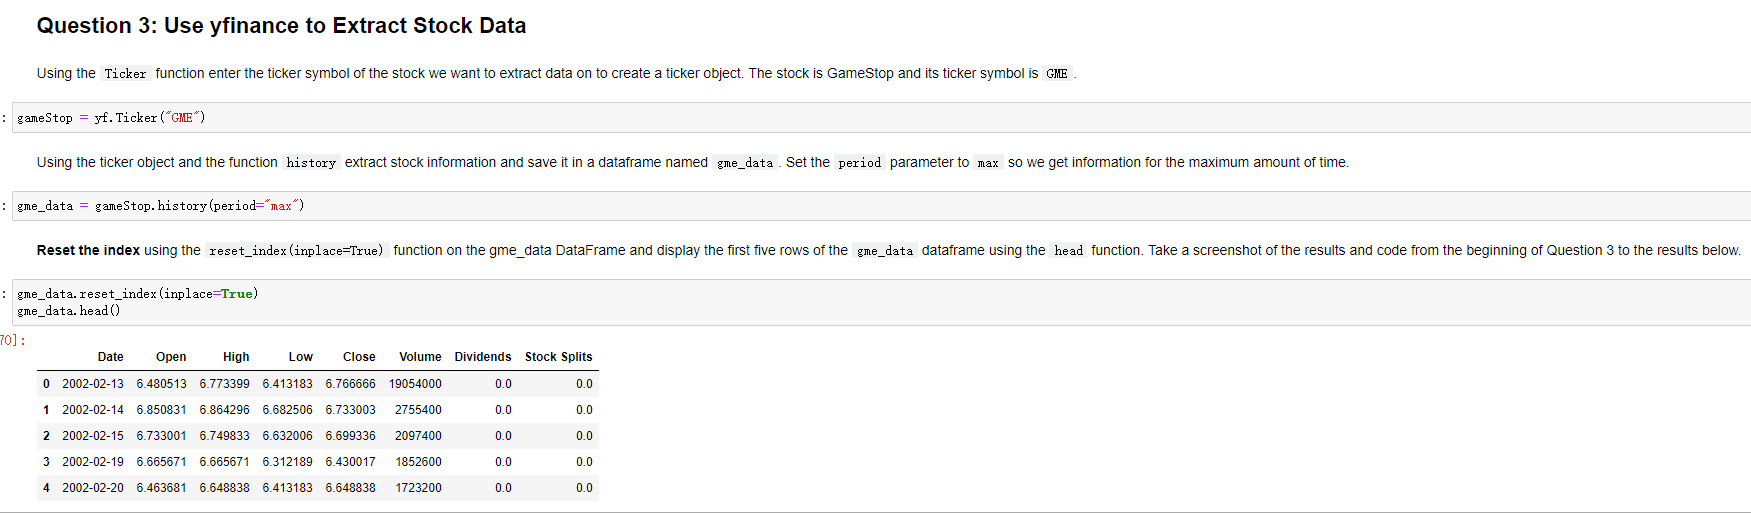 Question 3: Use yfinance to Extract Stock Data
Using the Ticker function enter the ticker symbol of the stock we want to extract data on to create a ticker object. The stock is GameStop and its ticker symbol is GME .
: gameStop = yf.Ticker("GME")
Using the ticker object and the function history extract stock information and save it in a dataframe named gme_data . Set the period parameter to max so we get information for the maximum amount of time.
: gme_data = gameStop.history(period="max")
Reset the index using the reset_index(inplace=True) function on the gme_data DataFrame and display the first five rows of the gme_data dataframe using the head function. Take a screenshot of the results and code from the beginning of Question 3 to the results below.
: gme_data.reset_index(inplace=True)
gme_data.head()
70]:
Date Open High Low Close Volume Dividends Stock Splits
0 2002-02-13 6.480513 6.773399 6.413183 6.766666 19054000 0.0 0.0
1 2002-02-14 6.850831 6.864296 6.682506 6.733003 2755400 0.0 0.0
2 2002-02-15 6.733001 6.749833 6.632006 6.699336 2097400 0.0 0.0
3 2002-02-19 6.665671 6.665671 6.312189 6.430017 1852600 0.0 0.0
4 2002-02-20 6.463681 6.648838 6.413183 6.648838 1723200 0.0 0.0